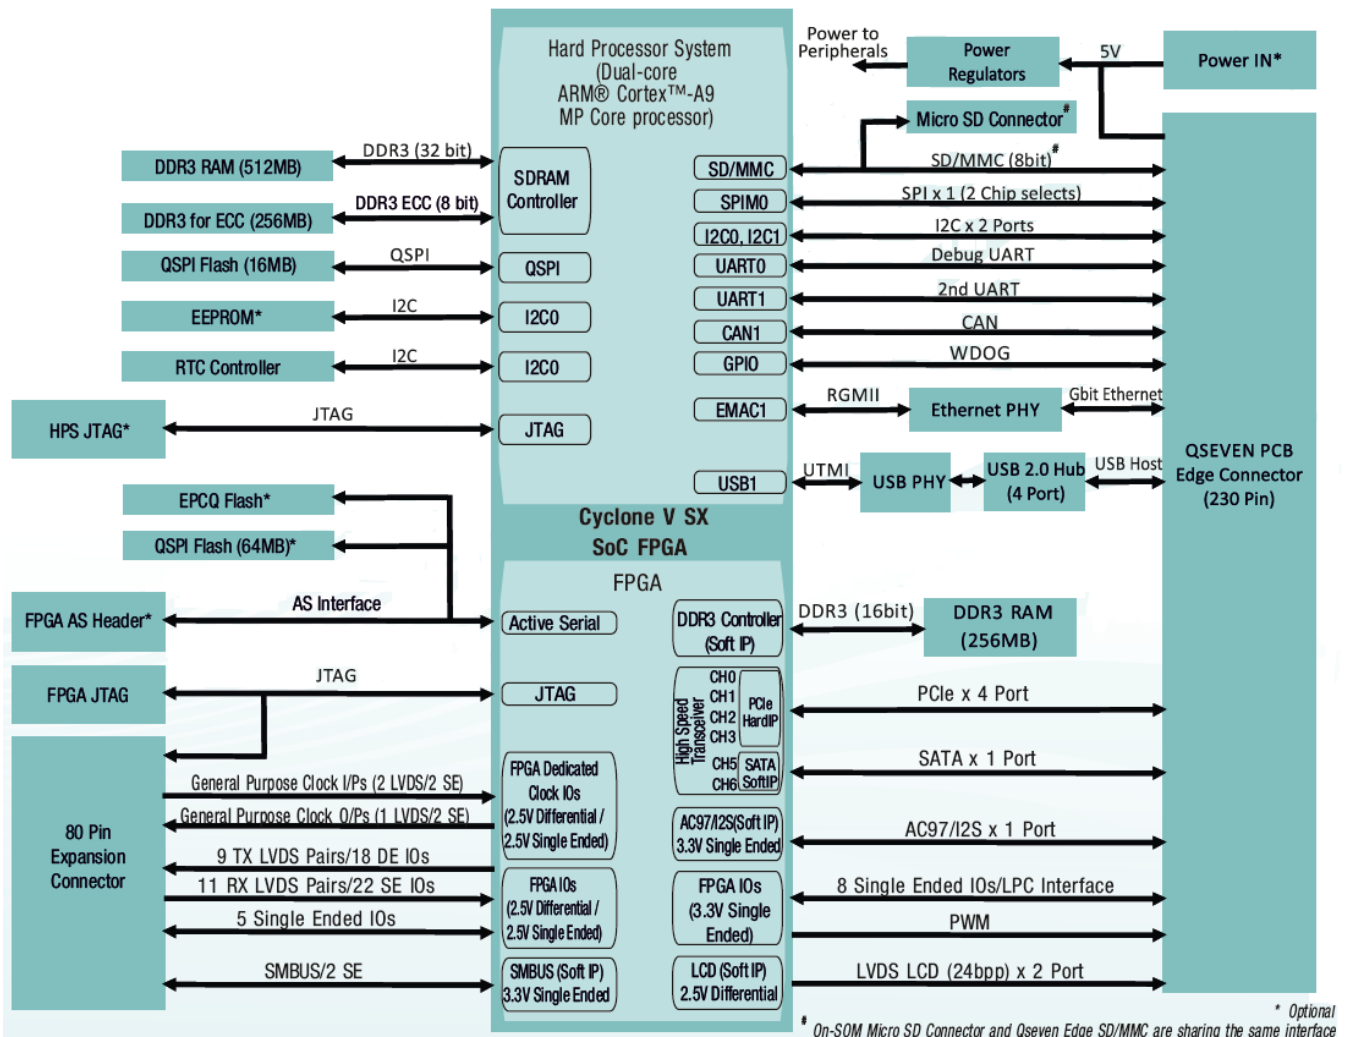 Hard Processor System
(Dual-core
ARM® Cortex™-A9
MP Core processor)
Power to
Peripherals
Power
Regulators
5V
Power IN*
Micro SD Connector#
DDR3 RAM (512MB)
DDR3 (32 bit)
SDRAM
Controller
DDR3 for ECC (256MB)
DDR3 ECC (8 bit)
QSPI Flash (16MB)
QSPI
QSPI
EEPROM*
I2C
I2C0
RTC Controller
I2C
I2C0
HPS JTAG*
JTAG
JTAG
SD/MMC
SD/MMC (8bit)#
SPIM0
SPI x 1 (2 Chip selects)
I2C0, I2C1
I2C x 2 Ports
UART0
Debug UART
UART1
2nd UART
CAN1
CAN
GPIO
WDOG
EMAC1
RGMII
Ethernet PHY
Gbit Ethernet
USB1
UTMI
USB PHY
USB 2.0 Hub
(4 Port)
USB Host
QSEVEN PCB
Edge Connector
(230 Pin)
EPCQ Flash*
QSPI Flash (64MB)*
Cyclone V SX
SoC FPGA
FPGA
FPGA AS Header*
AS Interface
Active Serial
FPGA JTAG
JTAG
JTAG
80 Pin
Expansion
Connector
General Purpose Clock I/Ps (2 LVDS/2 SE)
General Purpose Clock O/Ps (1 LVDS/2 SE)
FPGA Dedicated
Clock IOs
(2.5V Differential /
2.5V Single Ended)
9 TX LVDS Pairs/18 DE IOs
11 RX LVDS Pairs/22 SE IOs
5 Single Ended IOs
FPGA IOs
(2.5V Differential /
2.5V Single Ended)
SMBUS/2 SE
SMBUS (Soft IP)
3.3V Single Ended
DDR3 Controller
(Soft IP)
DDR3 (16bit)
DDR3 RAM
(256MB)
High Speed
Transceiver
CH0
CH1
CH2
CH3
PCIe
HardIP
CH5
CH6
SATA
SoftIP
PCIe x 4 Port
SATA x 1 Port
AC97/I2S(Soft IP)
3.3V Single Ended
AC97/I2S x 1 Port
FPGA IOs
(3.3V Single
Ended)
8 Single Ended IOs/LPC Interface
PWM
LCD (Soft IP)
2.5V Differential
LVDS LCD (24bpp) x 2 Port
* Optional
# On-SOM Micro SD Connector and Qseven Edge SD/MMC are sharing the same interface